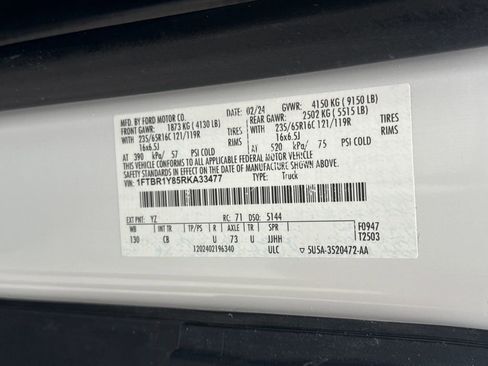 MFD. BY FORD MOTOR CO. DATE: 02/24 GVWR: 4150 KG ( 9150 LB)
FRONT GAWR: 1873 KG ( 4130 LB) REAR GAWR: 2502 KG ( 5515 LB)
WITH 235/65R16C 121/119R TIRES WITH 235/65R16C 121/119R TIRES
16x6.5J RIMS 16x6.5J RIMS
AT 390 kPa/ 57 PSI COLD AT 520 kPa/ 75 PSI COLD
THIS VEHICLE CONFORMS TO ALL APPLICABLE FEDERAL MOTOR VEHICLE
SAFETY STANDARDS IN EFFECT ON THE DATE OF MANUFACTURE SHOWN ABOVE.
VIN: 1FTBR1Y85RKA33477 TYPE: Truck
EXT PNT: YZ RC: 71 DSO: 5144
WB INT TR TP/PS R AXLE TR SPR F0947
130 CB U 73 U JJHH T2503
1202402196340 ULC 5U5A-3520472-AA